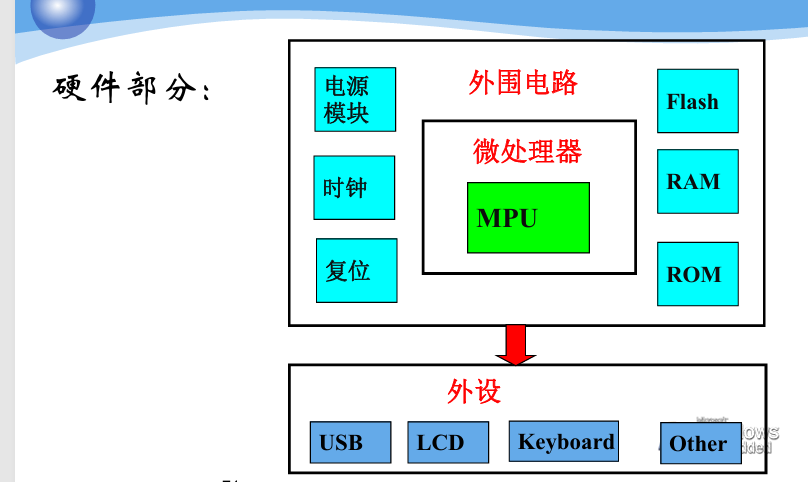 硬件部分:
外围电路
电源
模块
时钟
复位
微处理器
MPU
Flash
RAM
ROM
外设
USB
LCD
Keyboard
Other